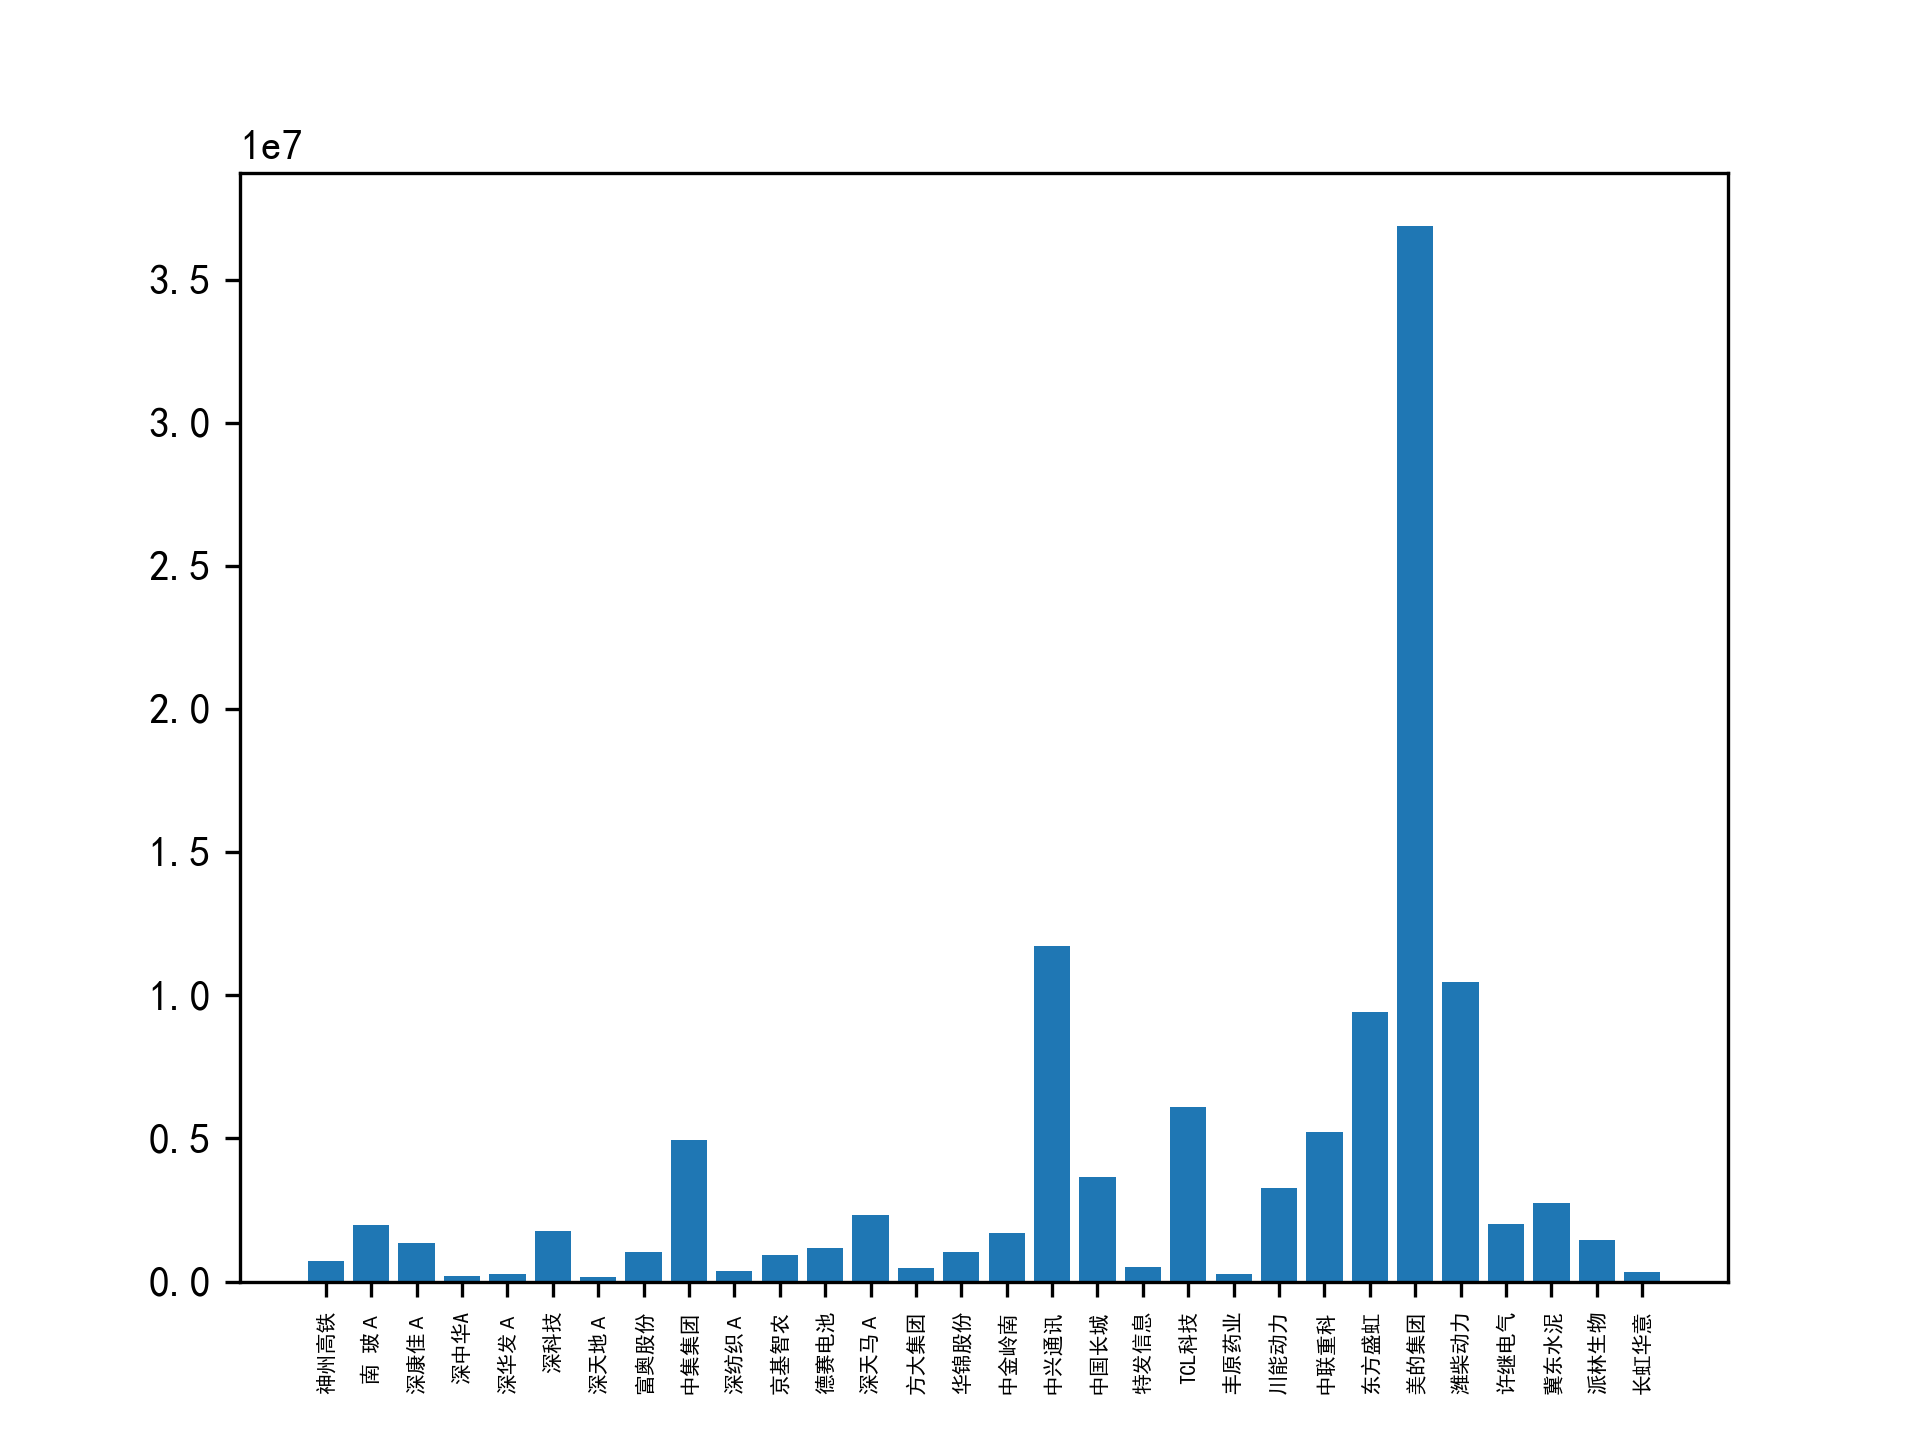 1e7
3.5
3.0
2.5
2.0
1.5
1.0
0.5
0.0
神州高铁
南 玻Ａ
深康佳Ａ
深中华A
深华发Ａ
深科技
深天地Ａ
富奥股份
中集集团
深纺织Ａ
京基智农
德赛电池
深天马Ａ
方大集团
华锦股份
中金岭南
中兴通讯
中国长城
特发信息
TCL科技
丰原药业
川能动力
中联重科
东方盛虹
美的集团
潍柴动力
许继电气
冀东水泥
派林生物
长虹华意